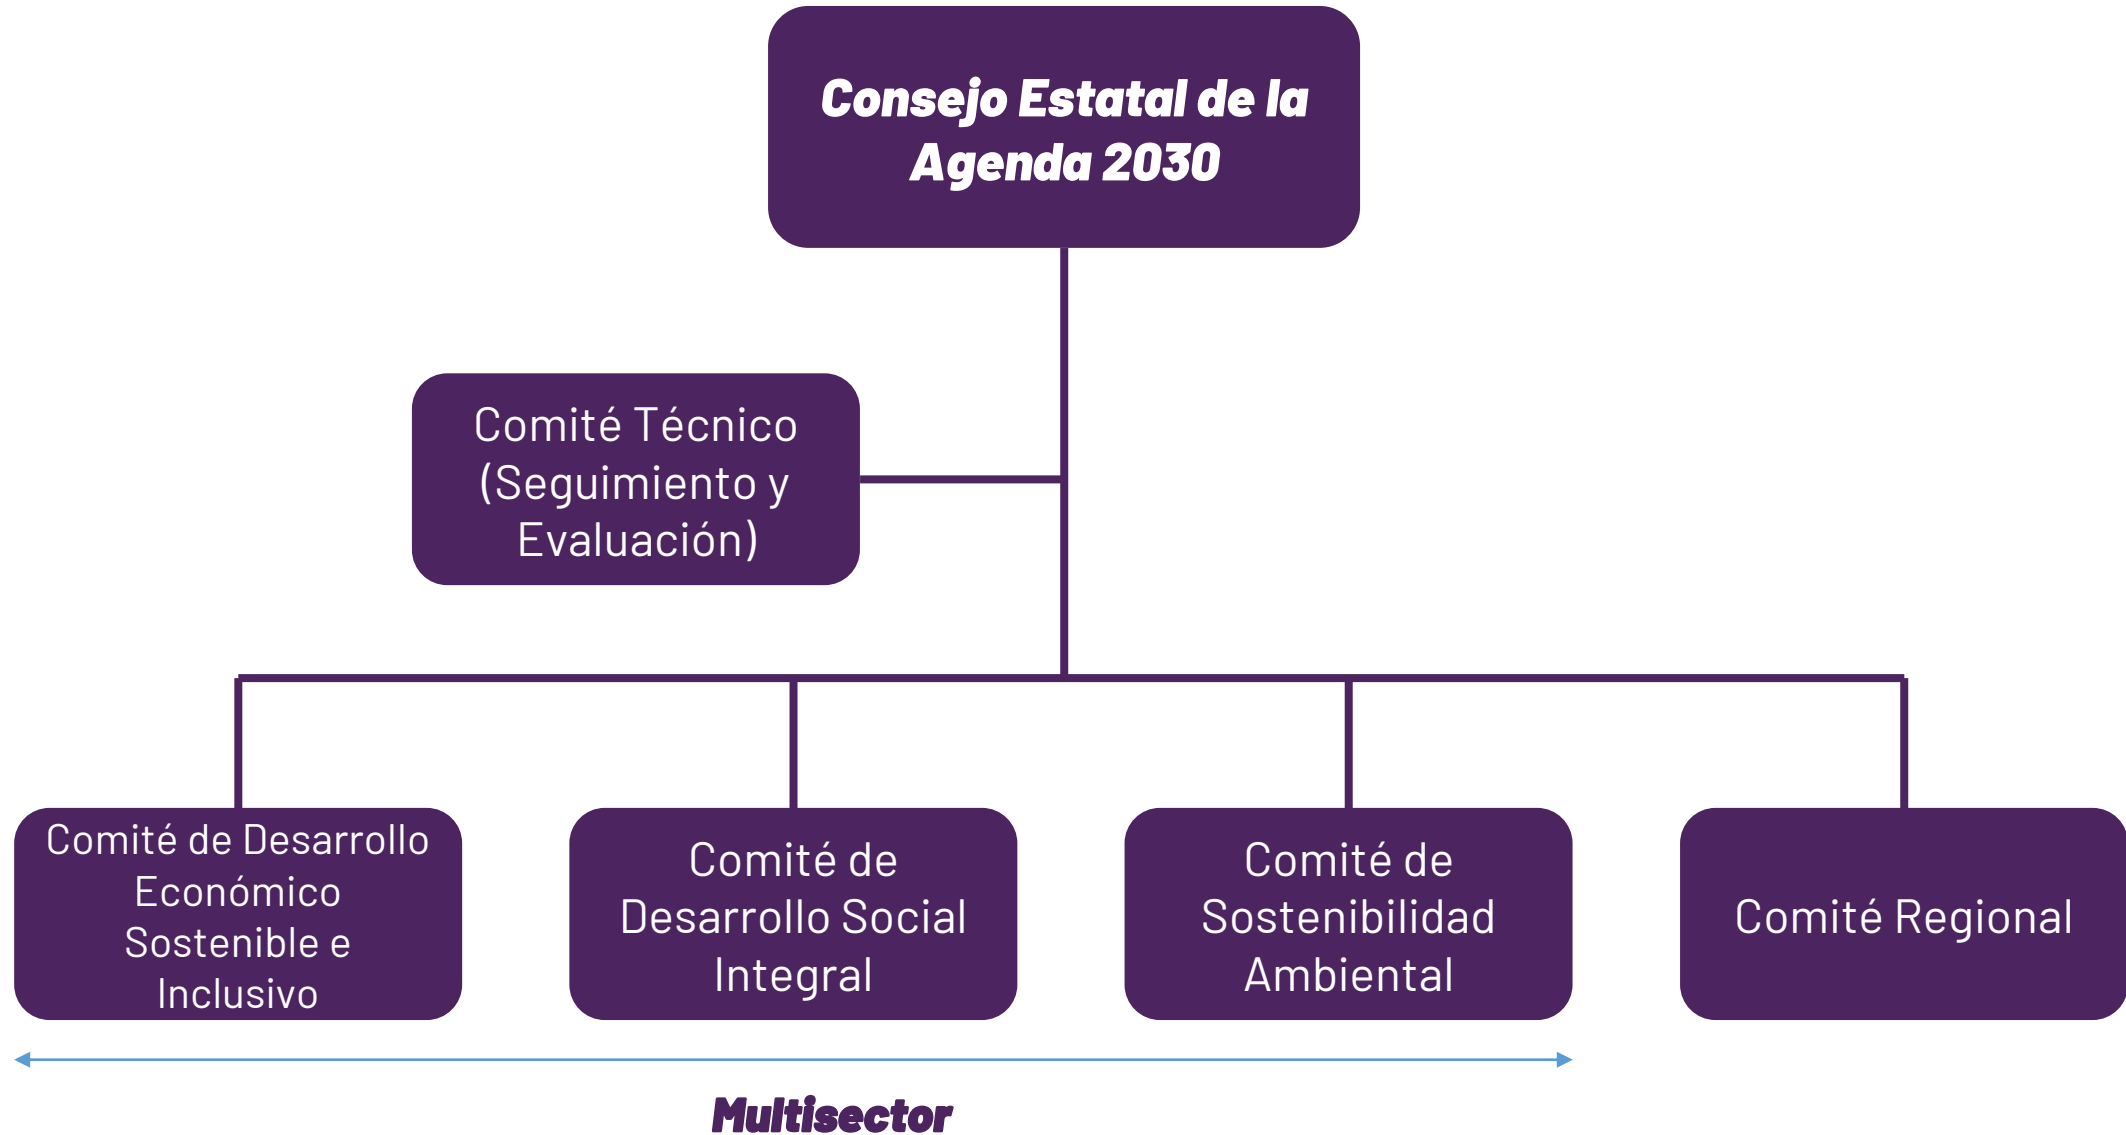 Consejo Estatal de la
Agenda 2030
Comité Técnico
(Seguimiento y
Evaluación)
Comité de Desarrollo
Económico
Sostenible e
Inclusivo
Comité de
Desarrollo Social
Integral
Comité de
Sostenibilidad
Ambiental
Comité Regional
Multisector